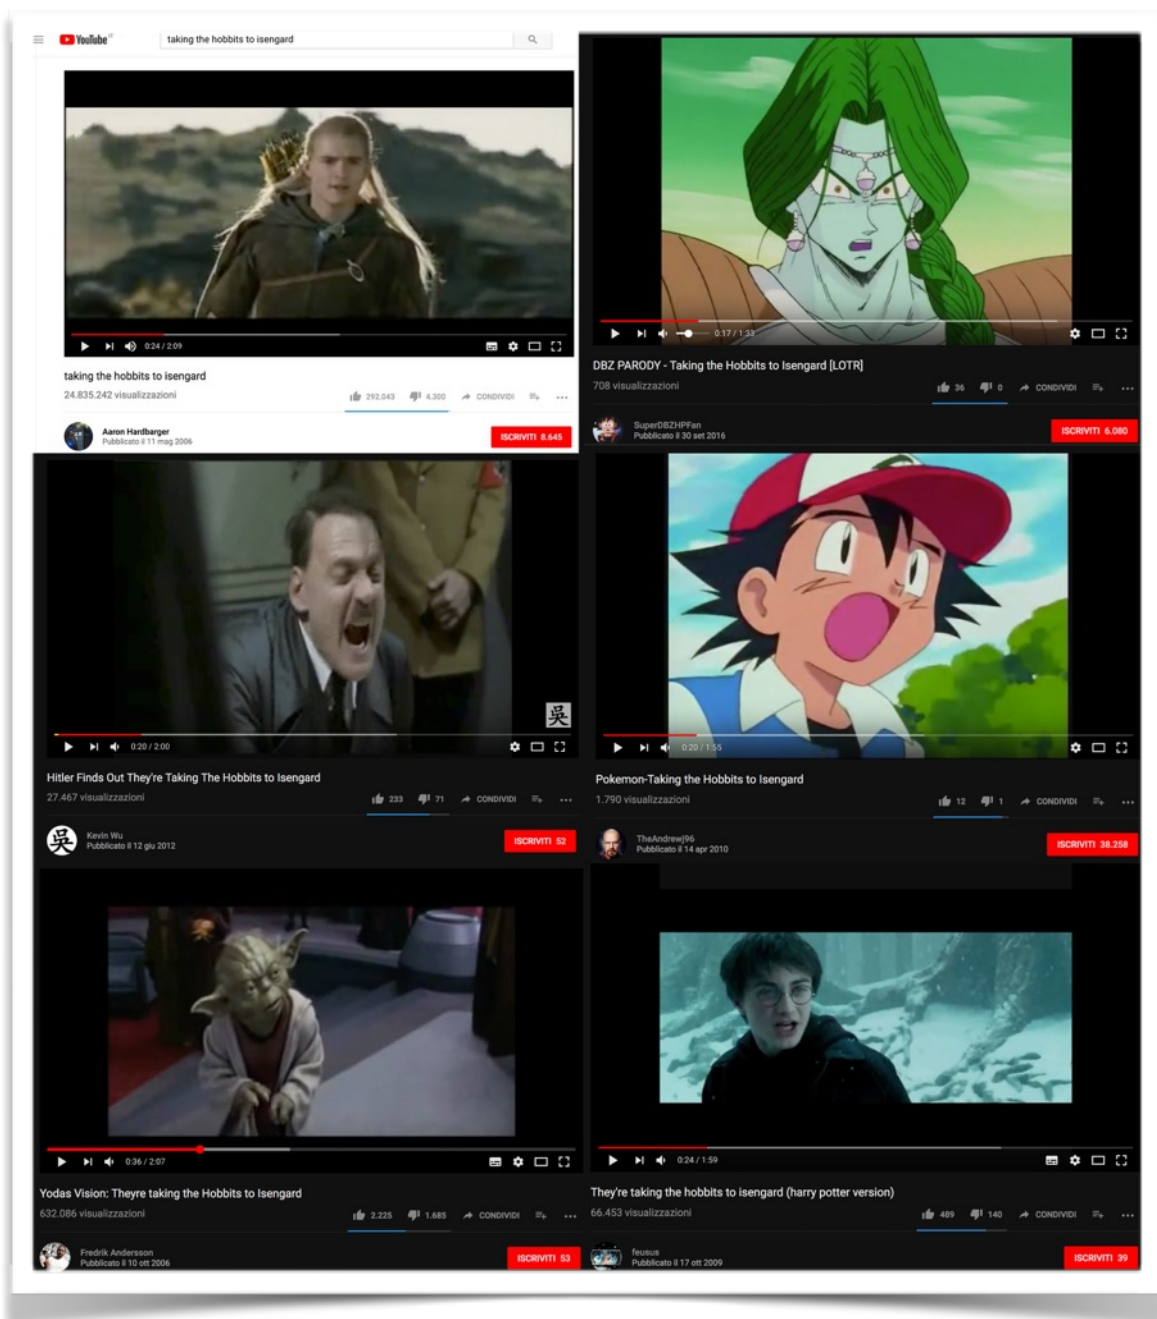 YouTube IT
taking the hobbits to isengard
0:24 / 2:09
taking the hobbits to isengard
24.835.242 visualizzazioni
292.043 4.300 CONDIVIDI
Aaron Hardbarger
Pubblicato il 11 mag 2006
ISCRIVITI 8.645
0:17 / 1:33
DBZ PARODY - Taking the Hobbits to Isengard [LOTR]
708 visualizzazioni
36 0 CONDIVIDI
SuperDBZHPFan
Pubblicato il 30 set 2016
ISCRIVITI 6.080
吳
0:20 / 2:00
Hitler Finds Out They're Taking The Hobbits to Isengard
27.467 visualizzazioni
233 71 CONDIVIDI
吳
Kevin Wu
Pubblicato il 12 giu 2012
ISCRIVITI 52
0:20 / 1:55
Pokemon-Taking the Hobbits to Isengard
1.790 visualizzazioni
12 1 CONDIVIDI
TheAndrewj96
Pubblicato il 14 apr 2010
ISCRIVITI 38.258
0:36 / 2:07
Yodas Vision: Theyre taking the Hobbits to Isengard
632.086 visualizzazioni
2.225 1.685 CONDIVIDI
Fredrik Andersson
Pubblicato il 10 ott 2006
ISCRIVITI 53
0:24 / 1:59
They're taking the hobbits to isengard (harry potter version)
66.453 visualizzazioni
489 140 CONDIVIDI
feusus
Pubblicato il 17 ott 2009
ISCRIVITI 39